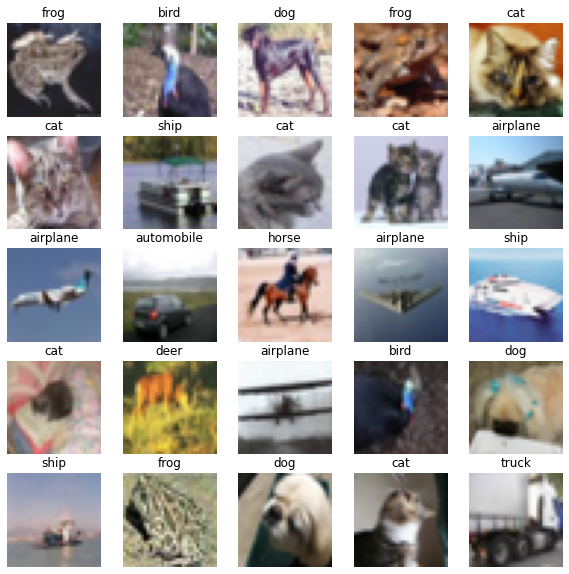 frog bird dog frog cat
cat ship cat cat airplane
airplane automobile horse airplane ship
cat deer airplane bird dog
ship frog dog cat truck